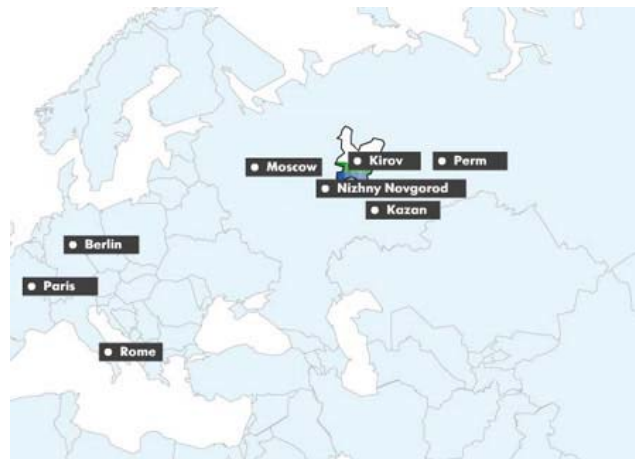 Kirov
Perm
Moscow
Nizhny Novgorod
Kazan
Berlin
Paris
Rome